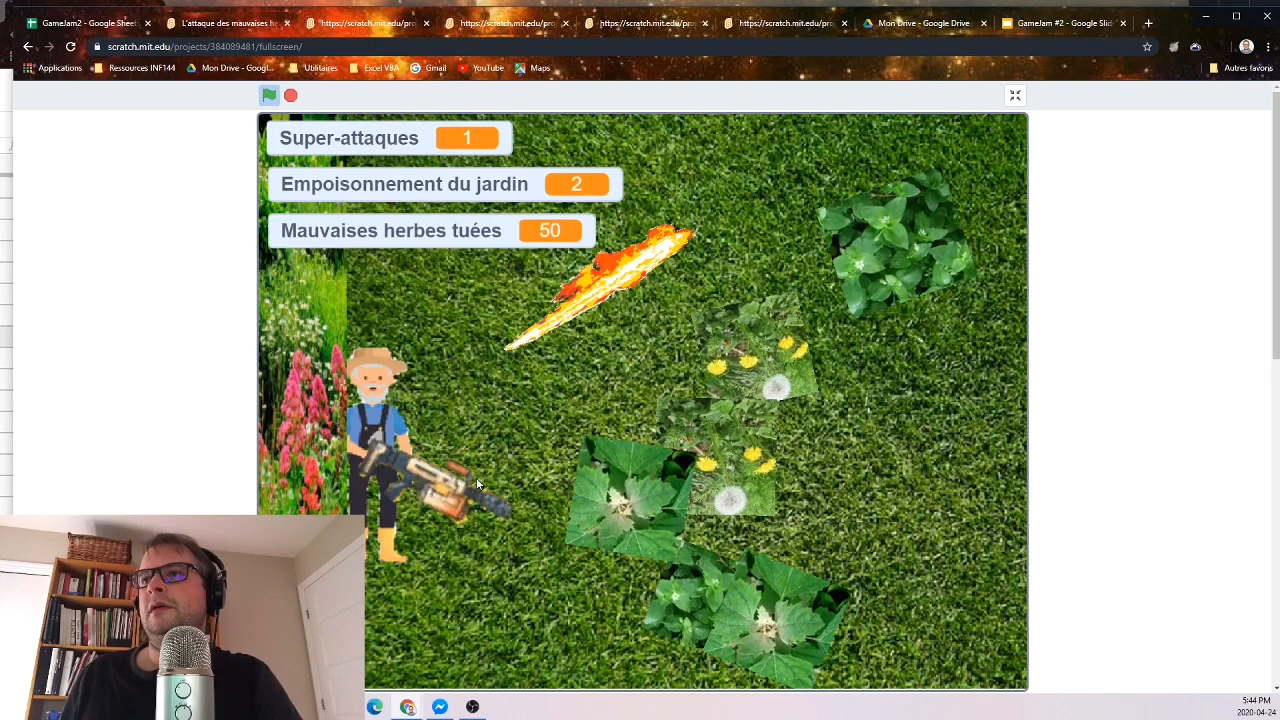 GameJam2 - Google Sheets
L'attaque des mauvaises h
"https://scratch.mit.edu/pro
"https://scratch.mit.edu/pro
"https://scratch.mit.edu/pro
"https://scratch.mit.edu/pro
Mon Drive - Google Drive
GameJam #2 - Google Slid
scratch.mit.edu/projects/384089481/fullscreen/
Applications
Ressources INF144
Mon Drive - Googl...
Utilitaires
Excel VBA
Gmail
YouTube
Maps
Autres favoris
Super-attaques 1
Empoisonnement du jardin 2
Mauvaises herbes tuées 50
5:44 PM
2020-04-24